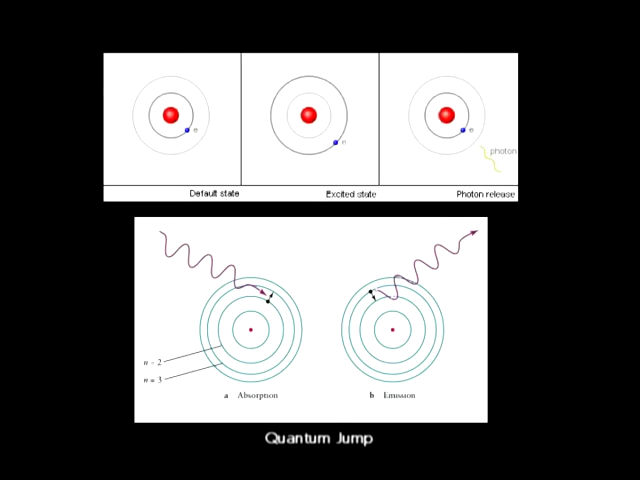 e
e
e
photon
Default state
Excited state
Photon release
n = 2
n = 3
a Absorption
b Emission
Quantum Jump